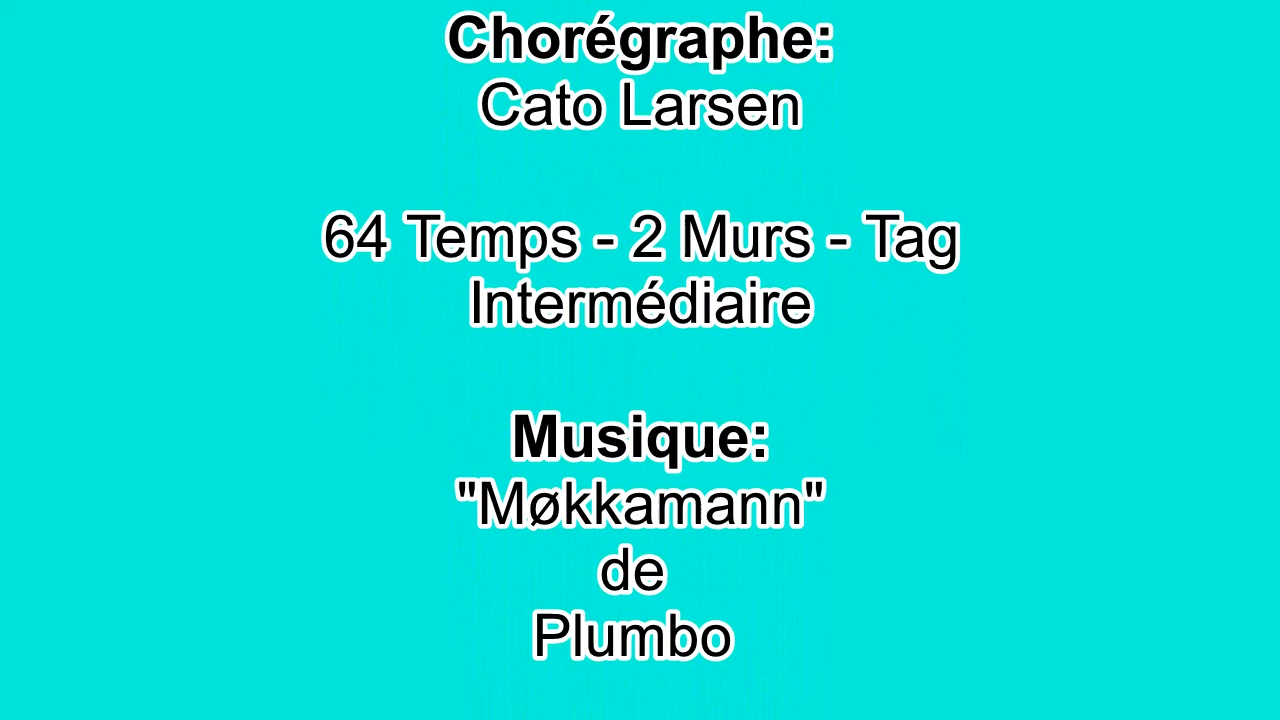 Chorégraphe:
Cato Larsen
64 Temps - 2 Murs - Tag
Intermédiaire
Musique:
"Møkkamann"
de
Plumbo